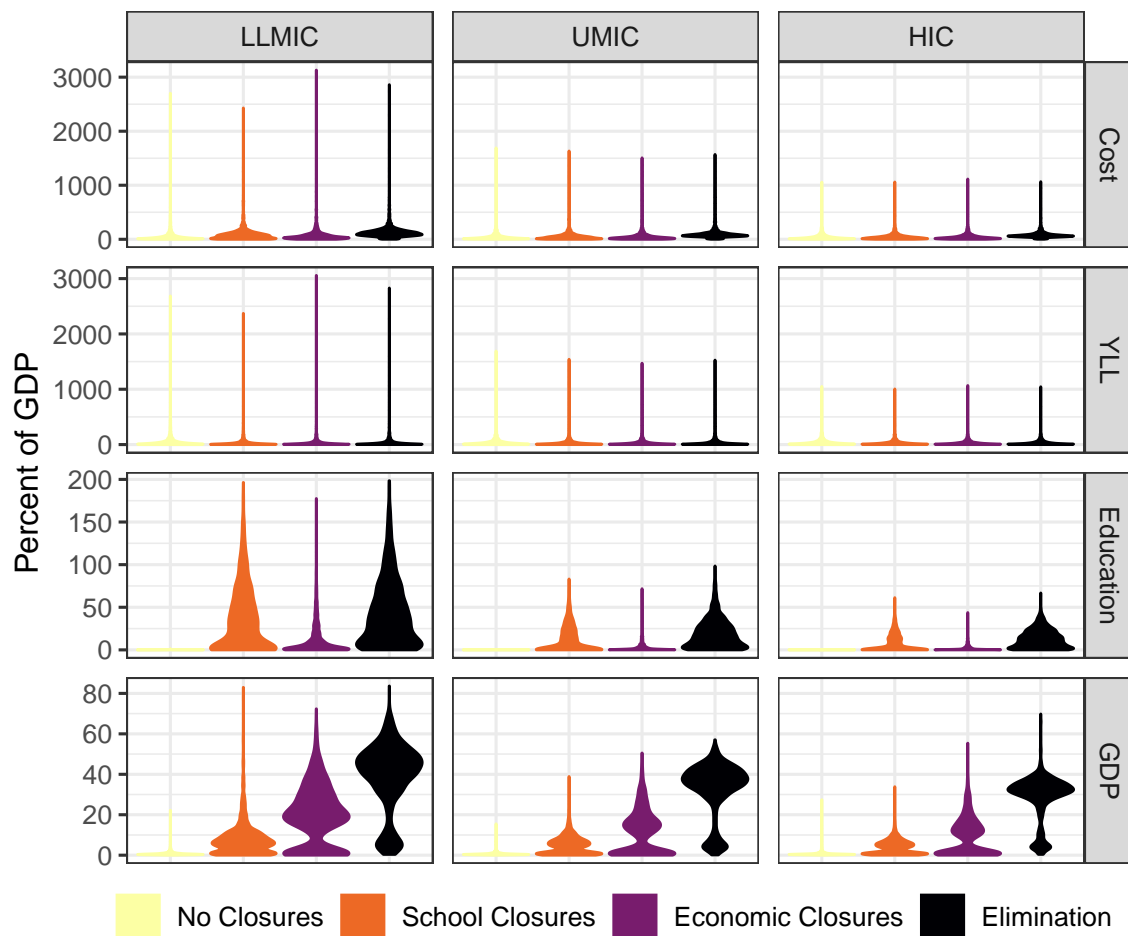 LLMIC UMIC HIC
3000
2000
1000
0
Cost
3000
2000
1000
0
YLL
200
150
100
50
0
Education
80
60
40
20
0
GDP
Percent of GDP
No Closures School Closures Economic Closures Elimination